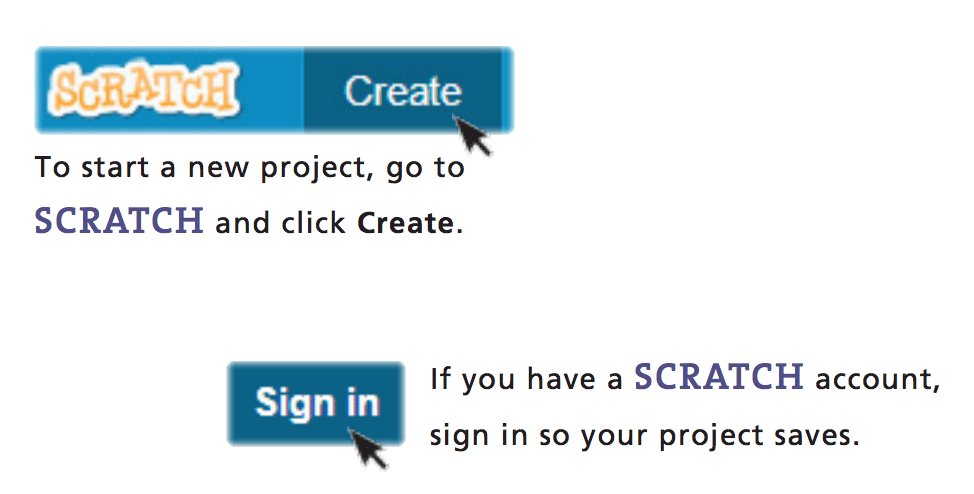 SCRATCH Create
To start a new project, go to
SCRATCH and click Create.
Sign in
If you have a SCRATCH account,
sign in so your project saves.